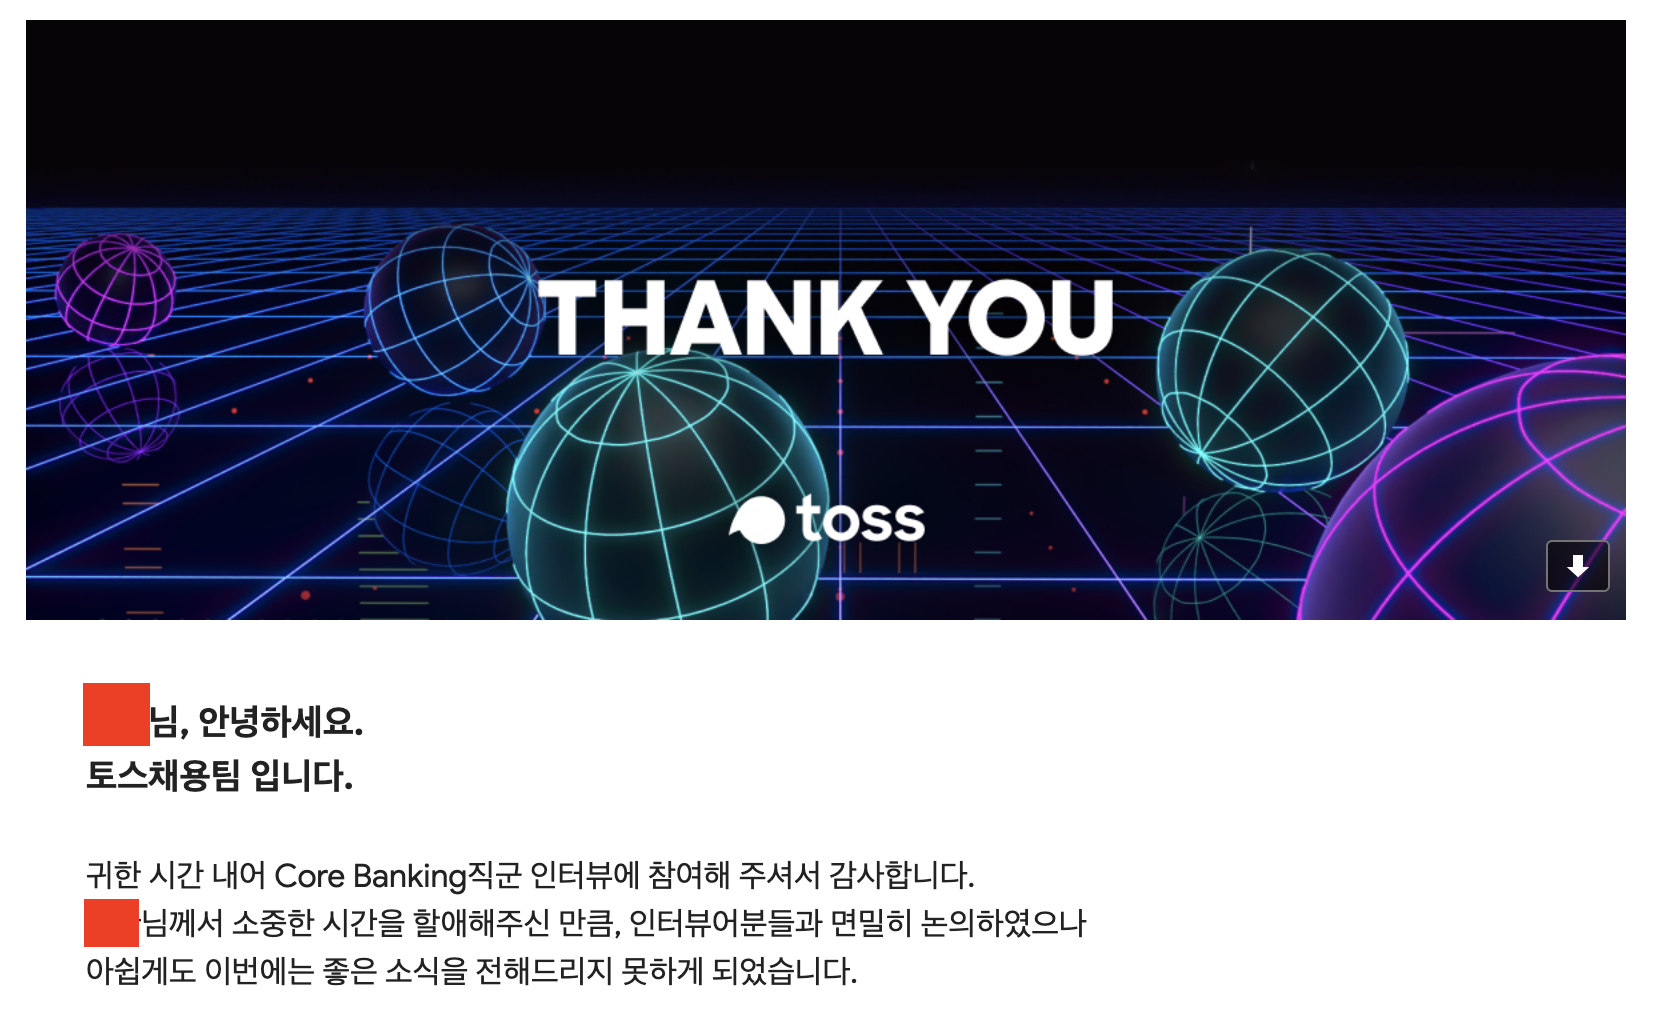 THANK YOU
toss
님, 안녕하세요.
토스채용팀 입니다.
귀한 시간 내어 Core Banking직군 인터뷰에 참여해 주셔서 감사합니다.
님께서 소중한 시간을 할애해주신 만큼, 인터뷰어분들과 면밀히 논의하였으나
아쉽게도 이번에는 좋은 소식을 전해드리지 못하게 되었습니다.